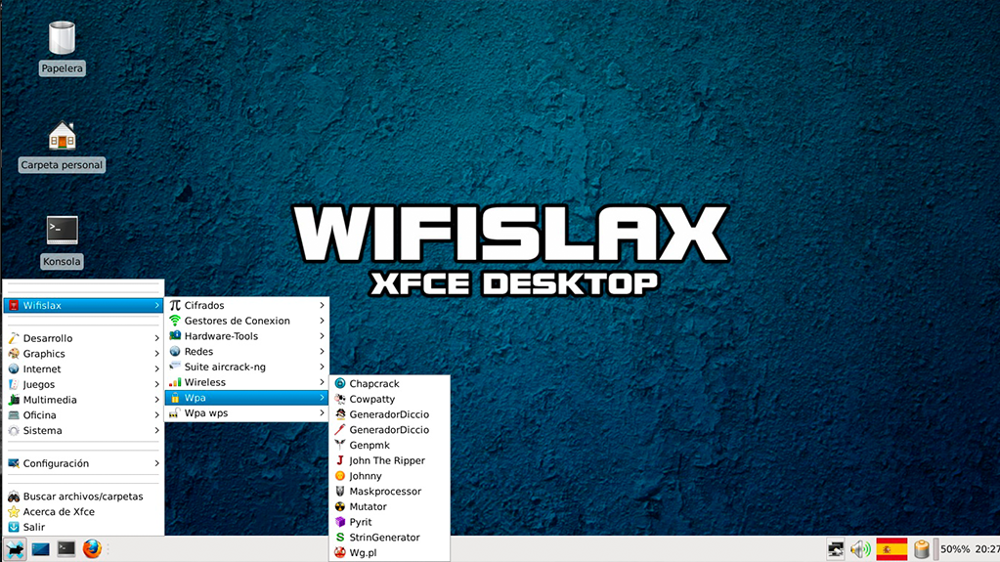 Papelera
Carpeta personal
Konsola
WIFISLAX
XFCE DESKTOP
Wifislax
Desarrollo
Graphics
Internet
Juegos
Multimedia
Oficina
Sistema
Configuración
Buscar archivos/carpetas
Acerca de Xfce
Salir
Cifrados
Gestores de Conexion
Hardware-Tools
Redes
Suite aircrack-ng
Wireless
Wpa
Wpa wps
Chapcrack
Cowpatty
GeneradorDiccio
GeneradorDiccio
Genpmk
John The Ripper
Johnny
Maskprocessor
Mutator
Pyrit
StrinGenerator
Wg.pl
50%% 20:27